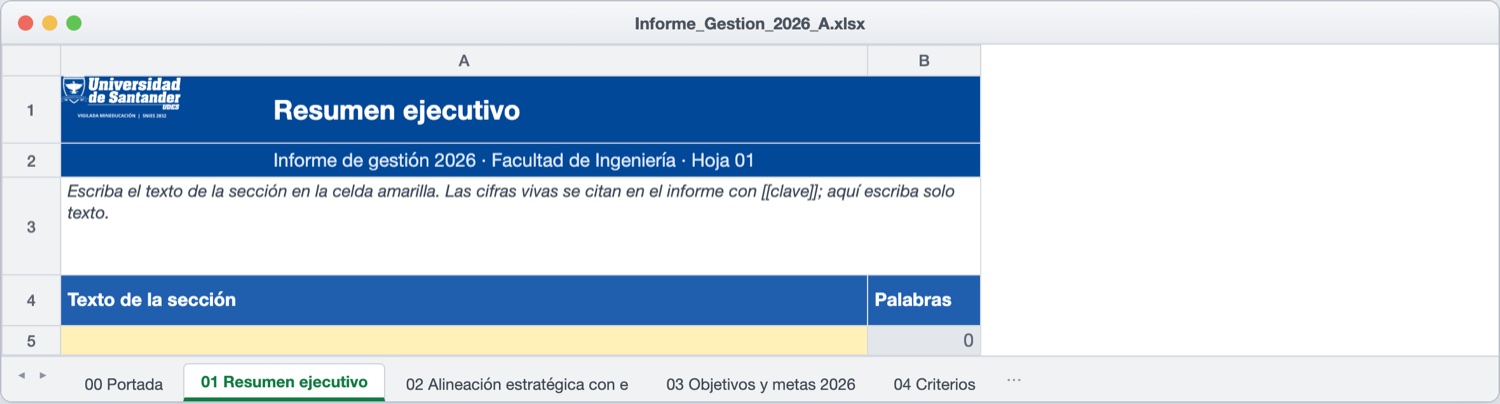 Informe_Gestion_2026_A.xlsx
A B
1
Universidad
de Santander
UDES
VIGILADA MINEDUCACIÓN | SNIES 2832
Resumen ejecutivo
2 Informe de gestión 2026 · Facultad de Ingeniería · Hoja 01
3
Escriba el texto de la sección en la celda amarilla. Las cifras vivas se citan en el informe con [[clave]]; aquí escriba solo
texto.
4 Texto de la sección Palabras
5 0
00 Portada 01 Resumen ejecutivo 02 Alineación estratégica con e 03 Objetivos y metas 2026 04 Criterios ...